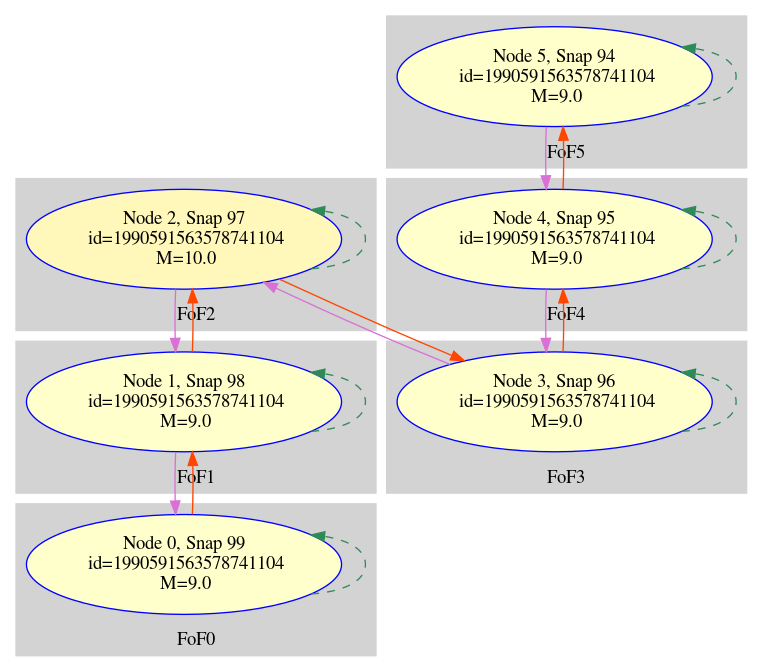 Node 5, Snap 94
id=1990591563578741104
M=9.0
FoF5
Node 2, Snap 97
id=1990591563578741104
M=10.0
FoF2
Node 4, Snap 95
id=1990591563578741104
M=9.0
FoF4
Node 1, Snap 98
id=1990591563578741104
M=9.0
FoF1
Node 3, Snap 96
id=1990591563578741104
M=9.0
FoF3
Node 0, Snap 99
id=1990591563578741104
M=9.0
FoF0